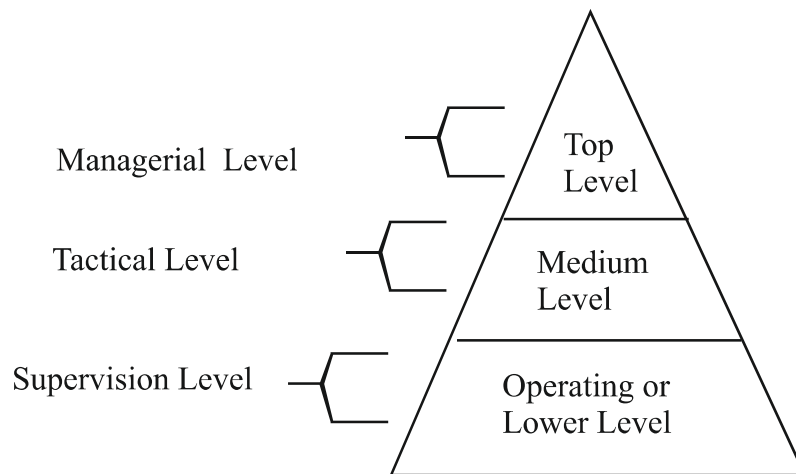 Managerial Level
Top
Level
Tactical Level
Medium
Level
Supervision Level
Operating or
Lower Level